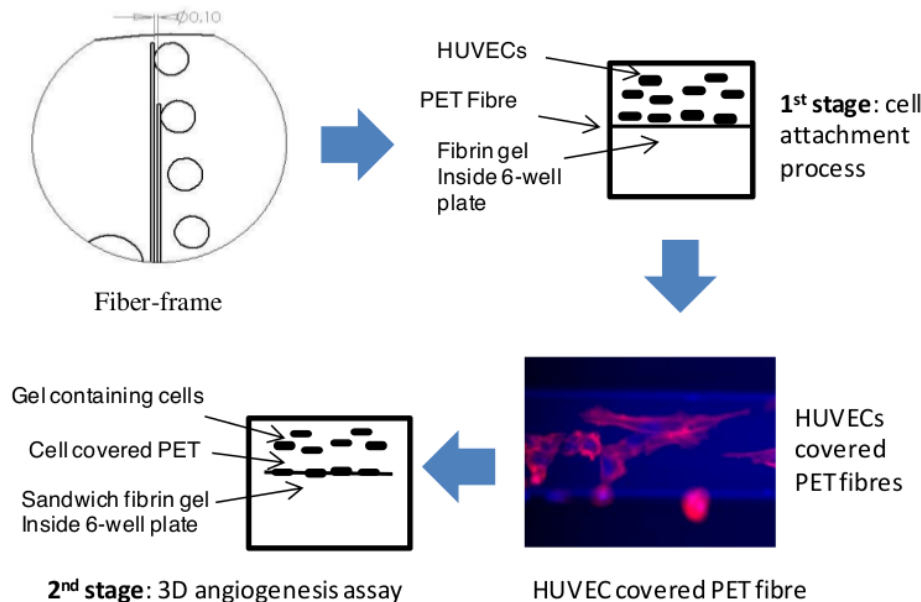 Ø0,10
Fiber-frame
HUVECs
PET Fibre
Fibrin gel
Inside 6-well
plate
1st stage: cell
attachment
process
HUVECs
covered
PET fibres
HUVEC covered PET fibre
Gel containing cells
Cell covered PET
Sandwich fibrin gel
Inside 6-well plate
2nd stage: 3D angiogenesis assay